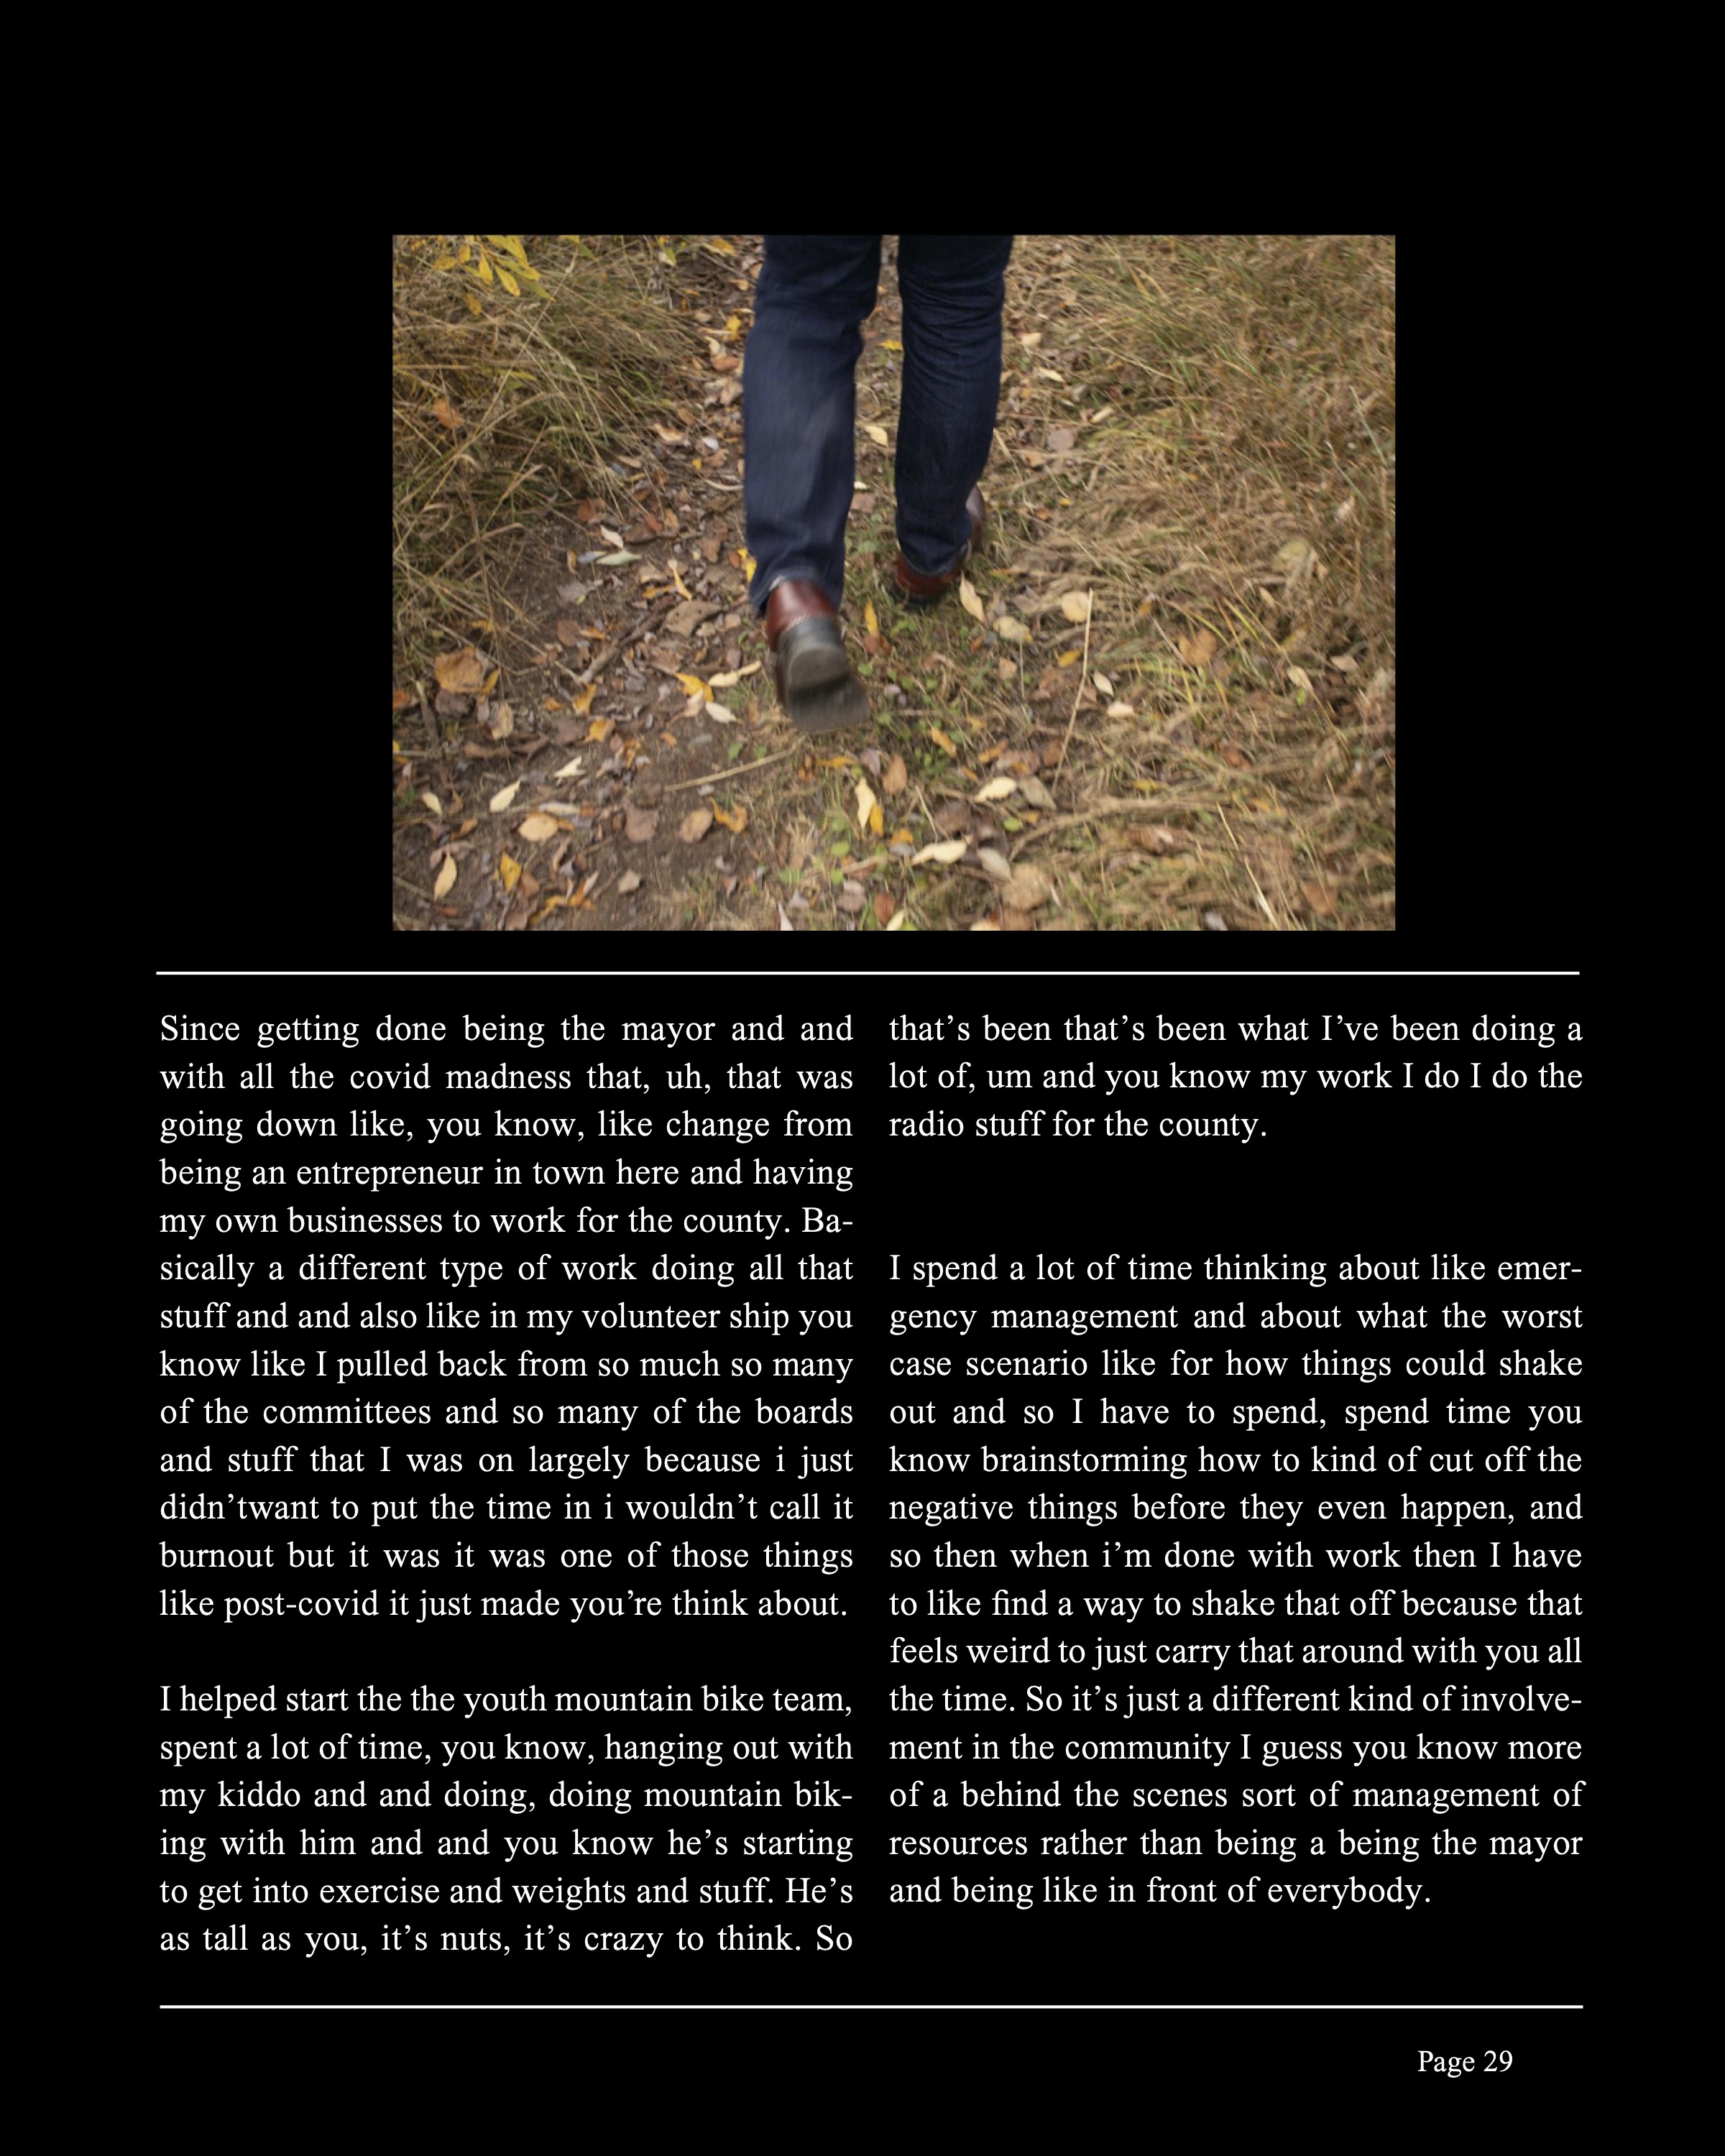 Since getting done being the mayor and and
with all the covid madness that, uh, that was
going down like, you know, like change from
being an entrepreneur in town here and having
my own businesses to work for the county. Ba-
sically a different type of work doing all that
stuff and and also like in my volunteer ship you
know like I pulled back from so much so many
of the committees and so many of the boards
and stuff that I was on largely because i just
didn’twant to put the time in i wouldn’t call it
burnout but it was it was one of those things
like post-covid it just made you’re think about.
I helped start the the youth mountain bike team,
spent a lot of time, you know, hanging out with
my kiddo and and doing, doing mountain bik-
ing with him and and you know he’s starting
to get into exercise and weights and stuff. He’s
as tall as you, it’s nuts, it’s crazy to think. So
that’s been that’s been what I’ve been doing a
lot of, um and you know my work I do I do the
radio stuff for the county.
I spend a lot of time thinking about like emer-
gency management and about what the worst
case scenario like for how things could shake
out and so I have to spend, spend time you
know brainstorming how to kind of cut off the
negative things before they even happen, and
so then when i’m done with work then I have
to like find a way to shake that off because that
feels weird to just carry that around with you all
the time. So it’s just a different kind of involve-
ment in the community I guess you know more
of a behind the scenes sort of management of
resources rather than being a being the mayor
and being like in front of everybody.
Page 29